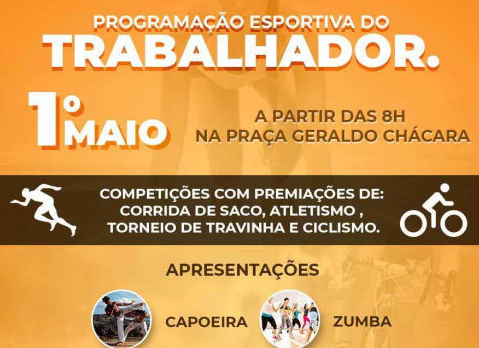 PROGRAMAÇÃO ESPORTIVA DO
TRABALHADOR.
1º MAIO
A PARTIR DAS 8H
NA PRAÇA GERALDO CHÁCARA
COMPETIÇÕES COM PREMIAÇÕES DE:
CORRIDA DE SACO, ATLETISMO ,
TORNEIO DE TRAVINHA E CICLISMO.
APRESENTAÇÕES
CAPOEIRA
ZUMBA